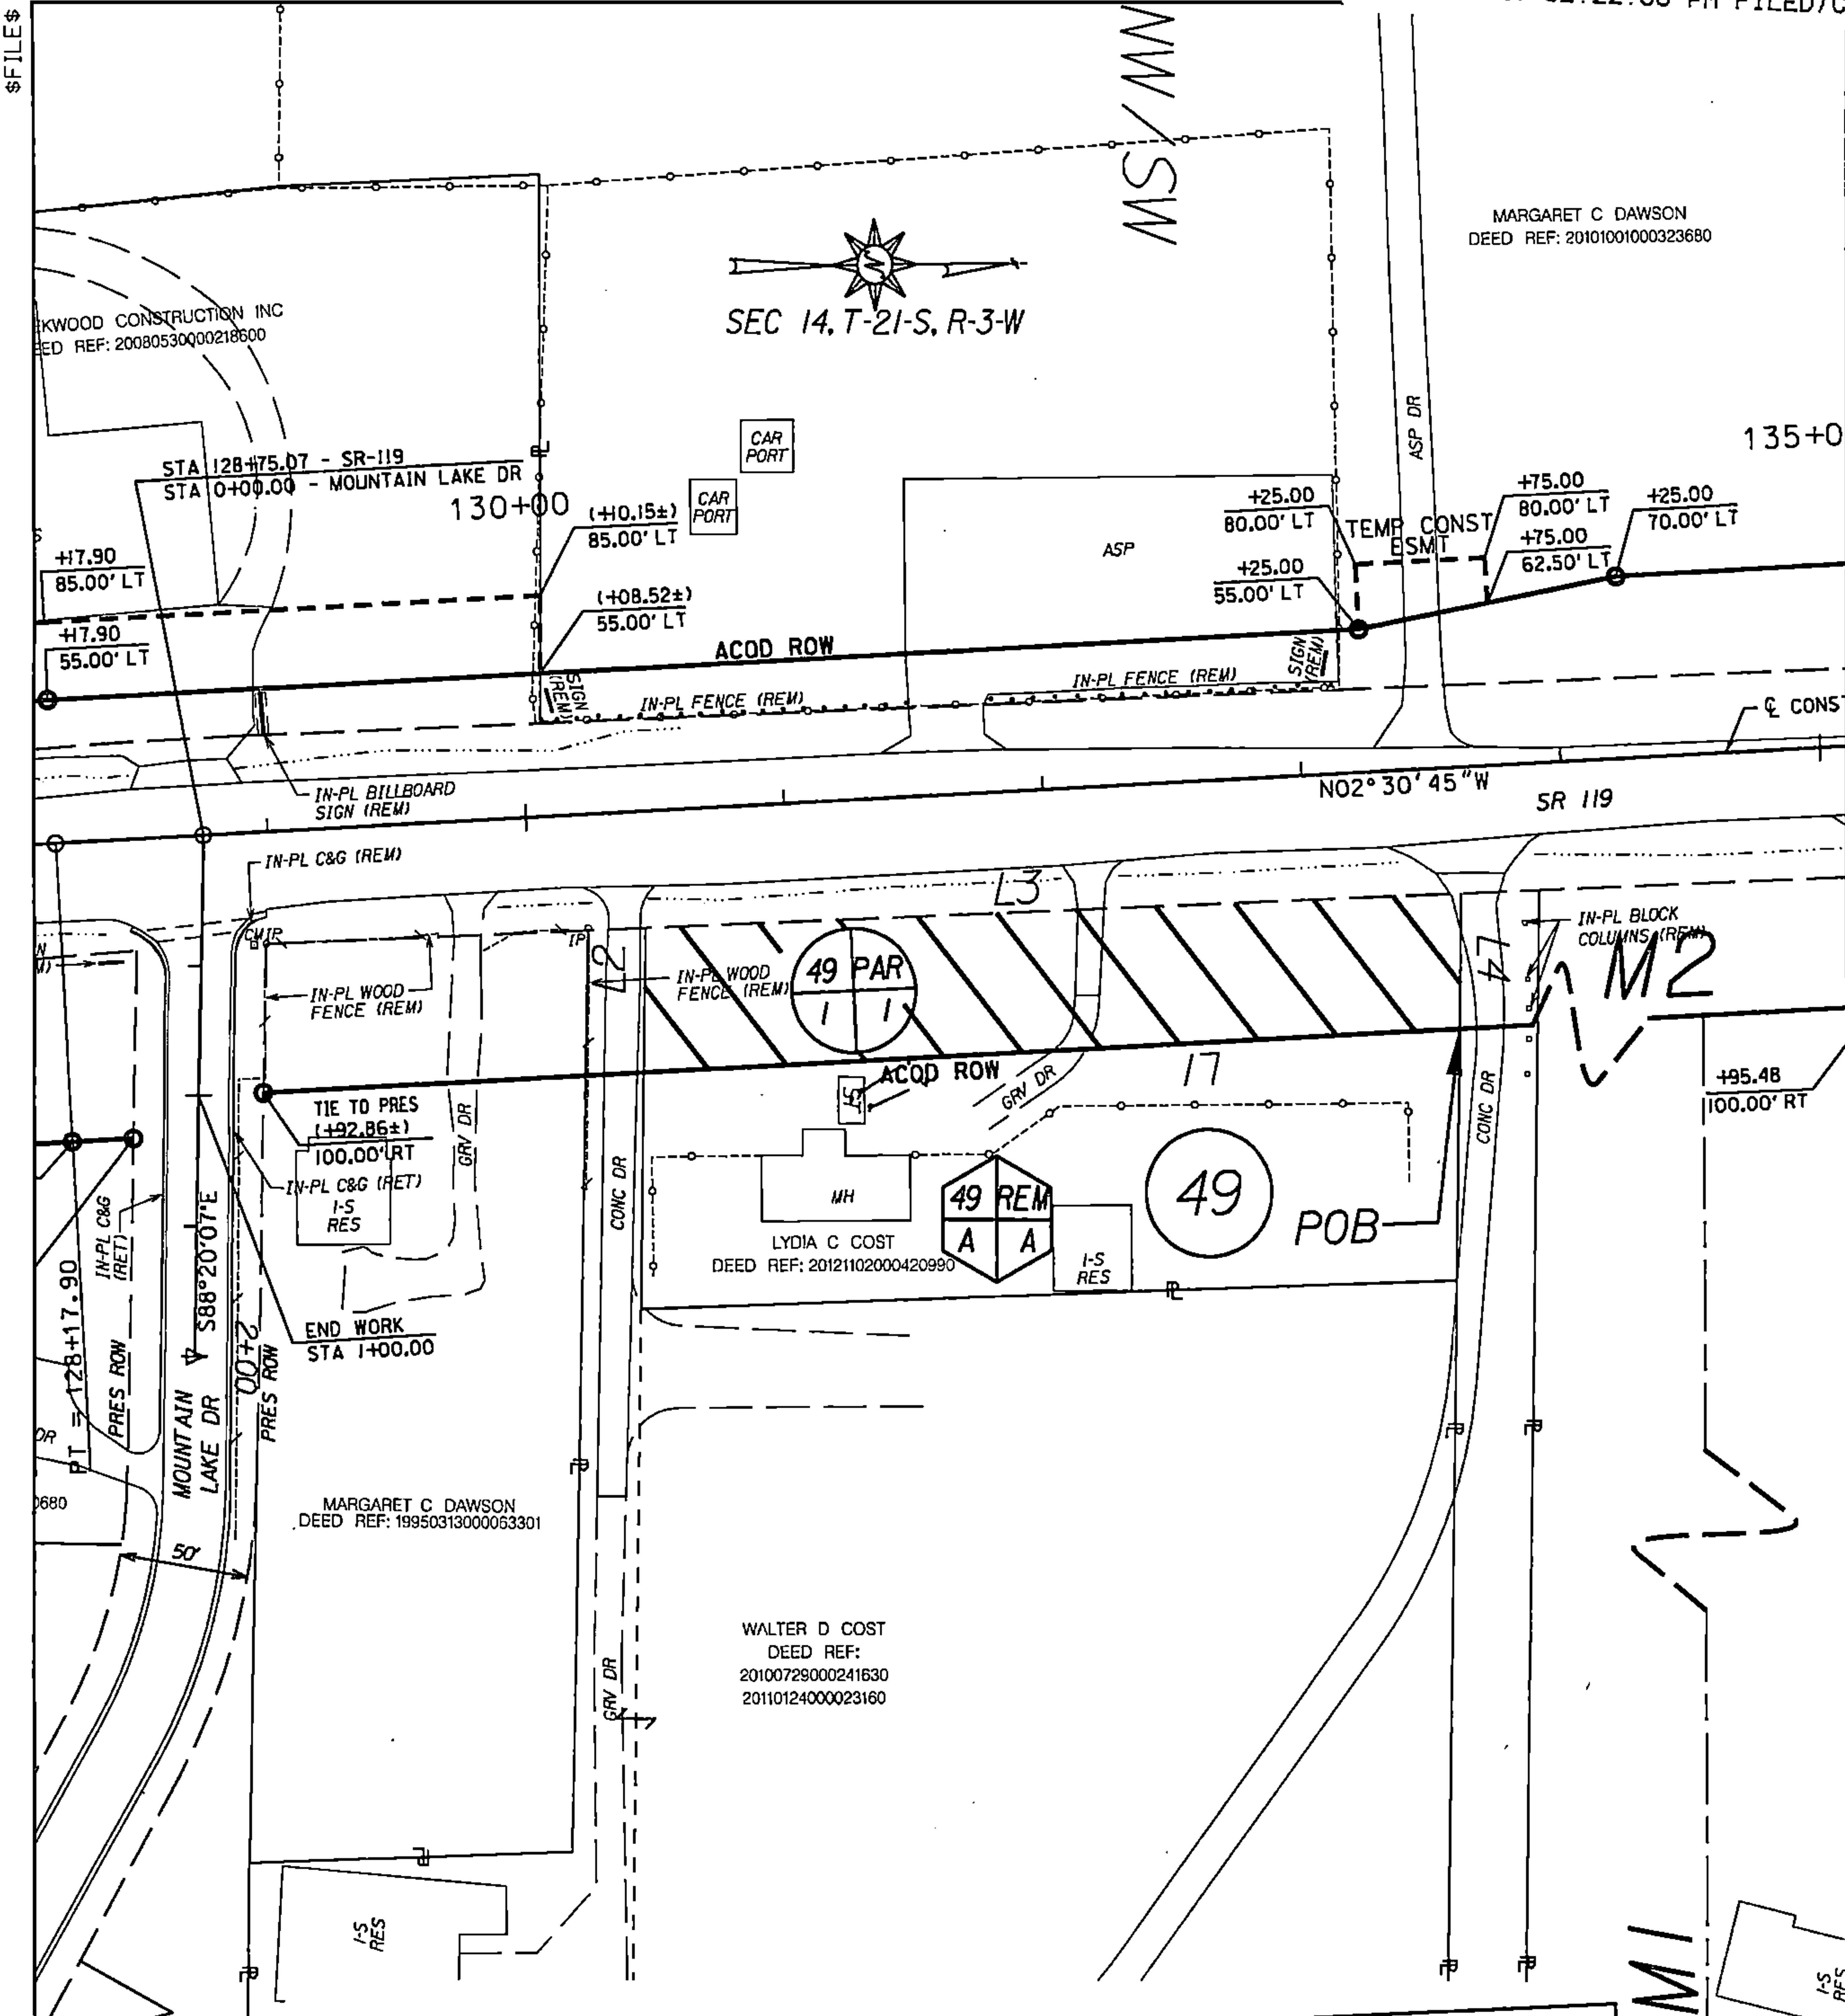 $FILES
PM FILED/C
NW/SW
MARGARET C DAWSON
DEED REF: 20101001000323680
SEC 14, T-21-S, R-3-W
KWOOD CONSTRUCTION INC
ED REF: 20080530000218600
STA 128+75.07 - SR-119
STA 0+00.00 - MOUNTAIN LAKE DR
130+00
CAR
PORT
CAR
PORT
ASP DR
135+0
(+10.15±)
85.00' LT
+25.00
80.00' LT
TEMP CONST
ESMT
+75.00
80.00' LT
+25.00
70.00' LT
+75.00
62.50' LT
ASP
+17.90
85.00' LT
(+08.52±)
55.00' LT
+25.00
55.00' LT
+17.90
55.00' LT
ACQD ROW
SIGN
(REM)
IN-PL FENCE (REM)
IN-PL FENCE (REM)
SIGN
(REM)
℄ CONST
IN-PL BILLBOARD
SIGN (REM)
N02°30'45"W
SR 119
IN-PL C&G (REM)
L3
CMIP
IP
L2
IN-PL WOOD
FENCE (REM)
IN-PL WOOD
FENCE (REM)
49 PAR
1 1
L4
IN-PL BLOCK
COLUMNS (REM)
M2
ACQD ROW
L1
GRV DR
TIE TO PRES
(+92.86±)
100.00' RT
GRV DR
CONC DR
+95.48
100.00' RT
IN-PL C&G (RET)
1-S
RES
CONC DR
MH
49 REM
A A
49
POB
LYDIA C COST
DEED REF: 20121102000420990
1-S
RES
IN-PL C&G
(RET)
S88°20'07"E
PT = 128+17.90
PRES ROW
END WORK
STA 1+00.00
2+00
PRES ROW
MOUNTAIN
LAKE DR
DR
0680
MARGARET C DAWSON
DEED REF: 19950313000063301
50'
WALTER D COST
DEED REF:
20100729000241630
20110124000023160
GRV DR
1-S
RES
M1
1-S
RES